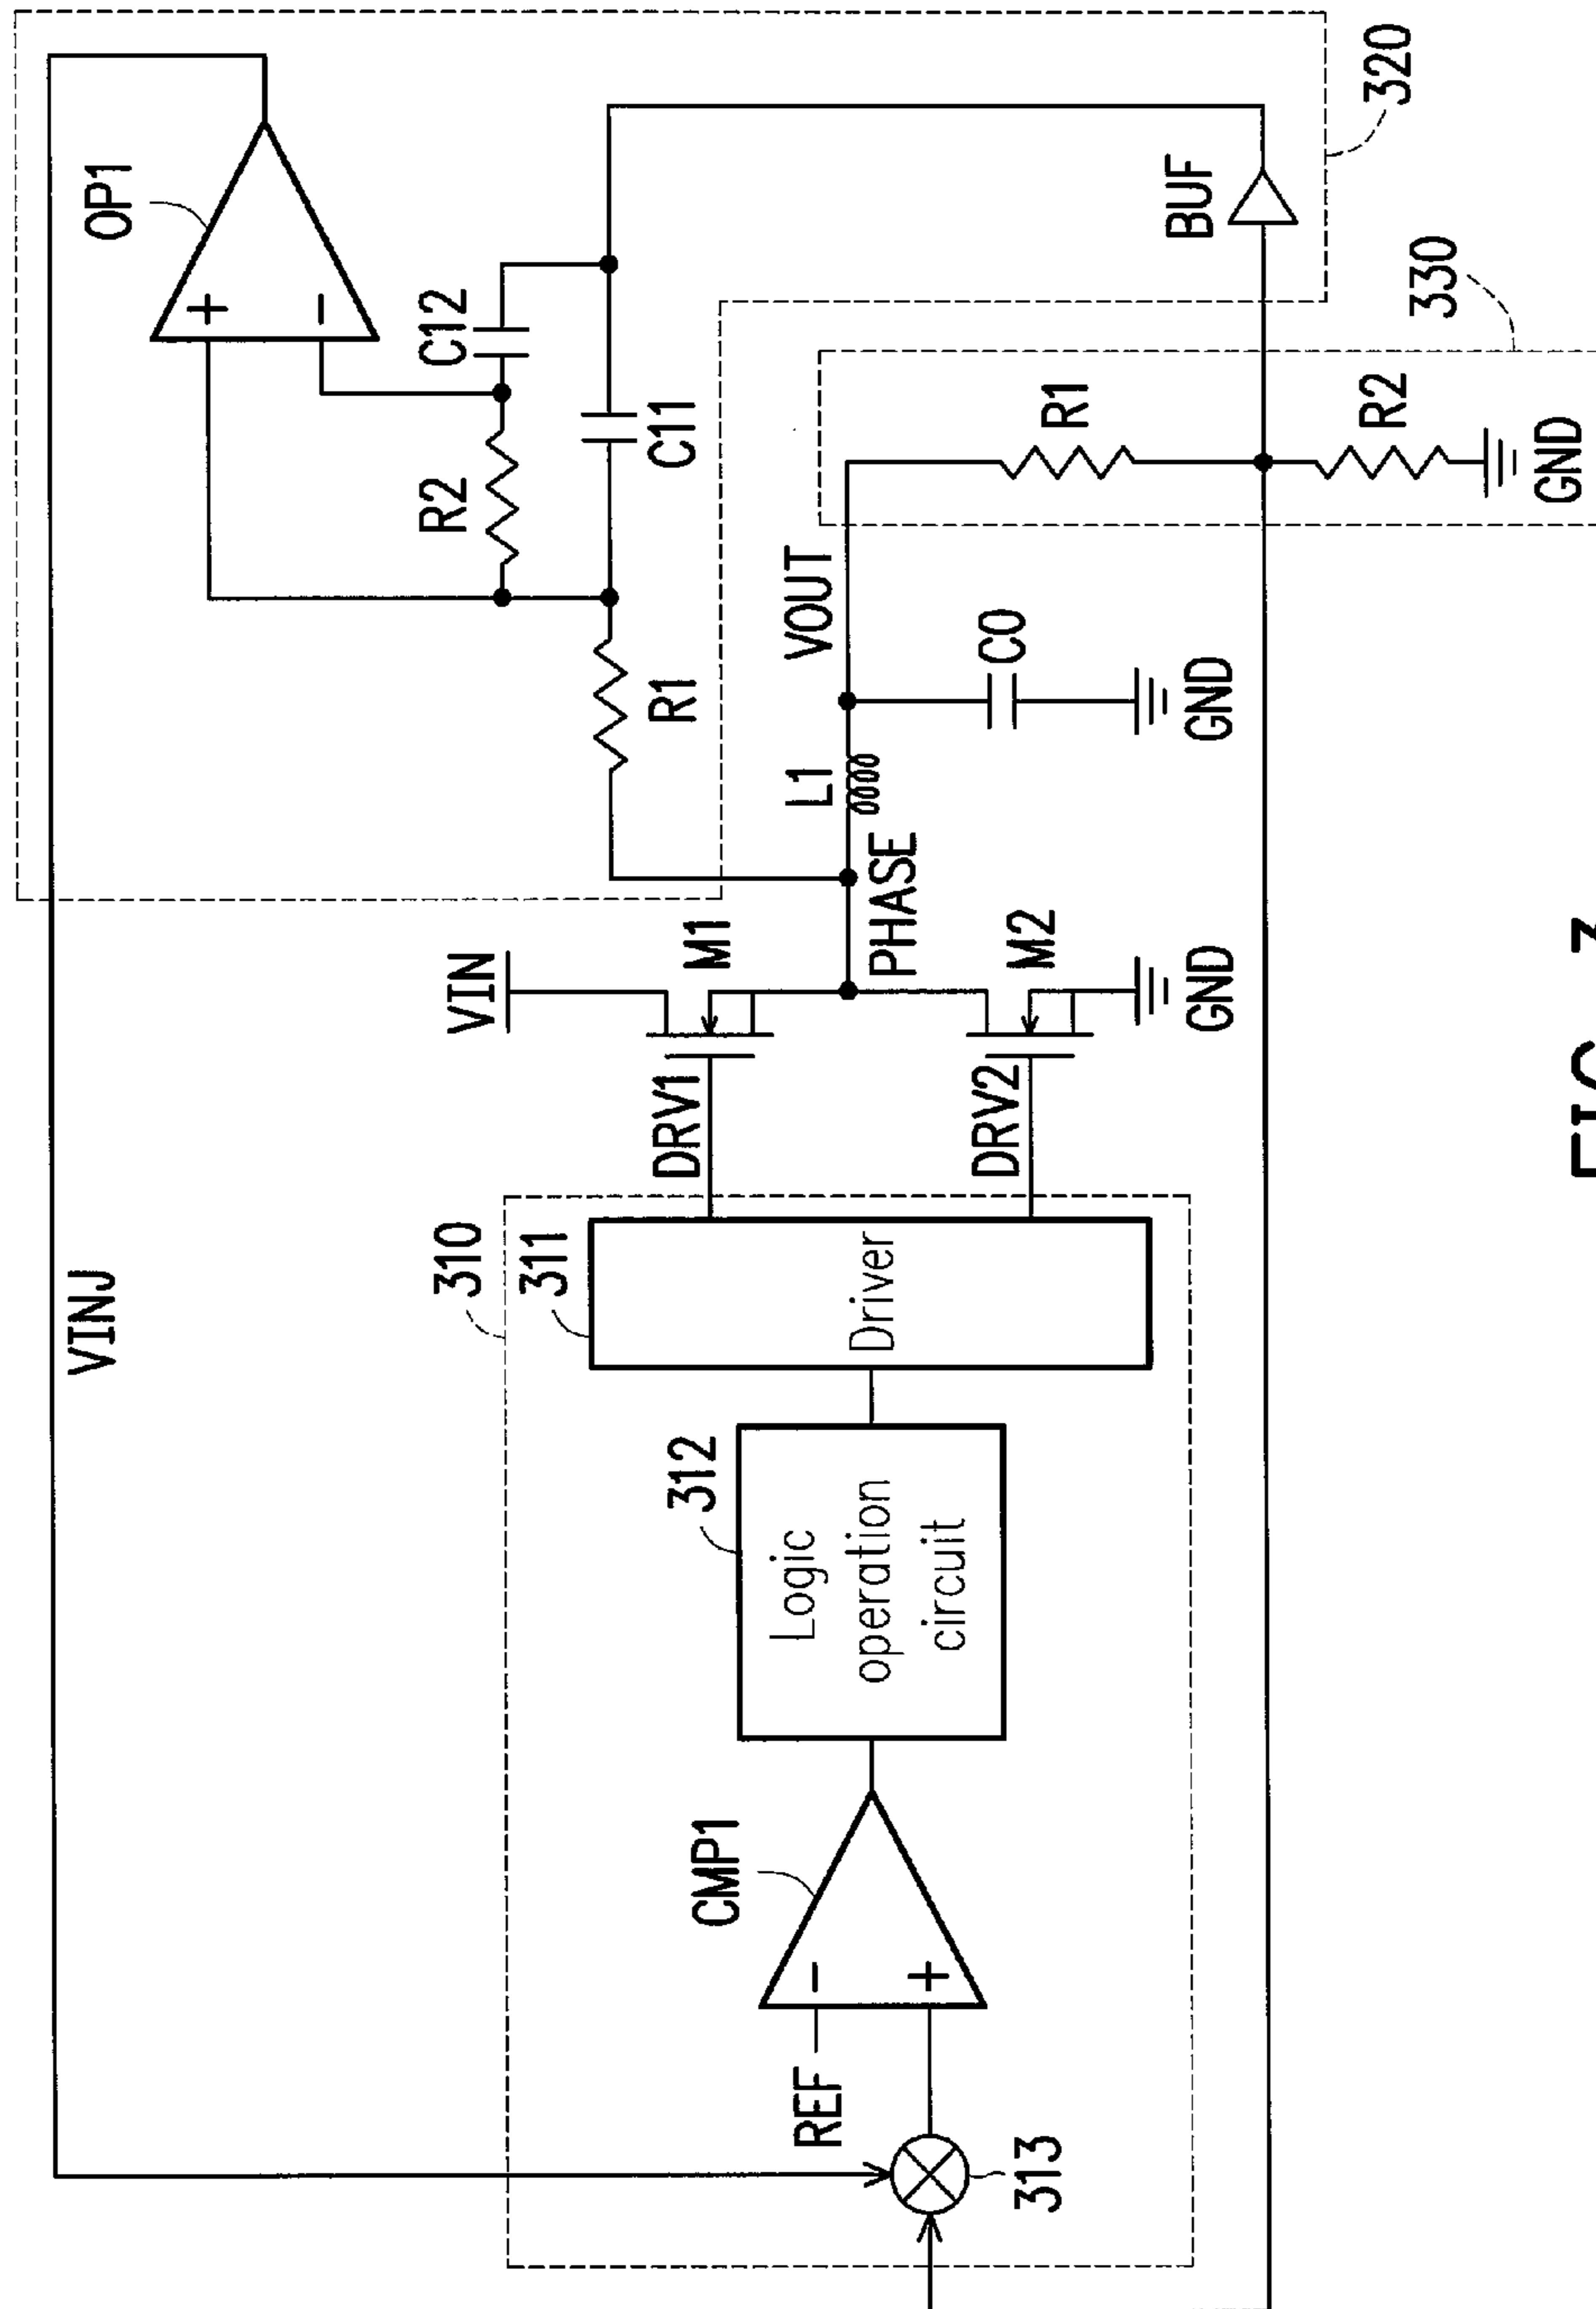 VINJ
OP1
+
−
C12
R2
C11
R1
320
BUF
330
R1
R2
GND
VOUT
C0
GND
L1
PHASE
VIN
M1
M2
GND
DRV1
DRV2
310
311
Driver
312
Logic
operation
circuit
CMP1
−
+
REF
313